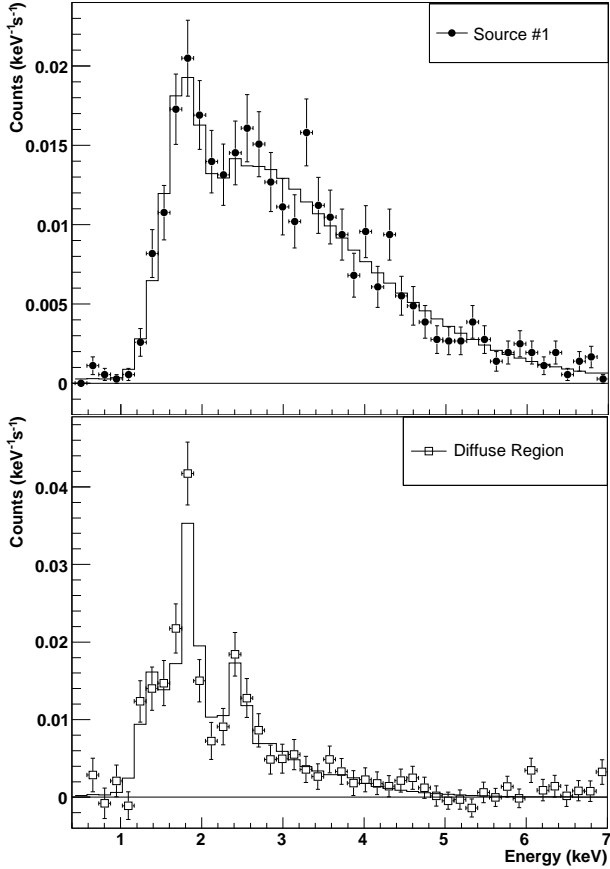 Counts (keV⁻¹s⁻¹)
Source #1
0.02
0.015
0.01
0.005
0
Counts (keV⁻¹s⁻¹)
Diffuse Region
0.04
0.03
0.02
0.01
0
1 2 3 4 5 6 7
Energy (keV)